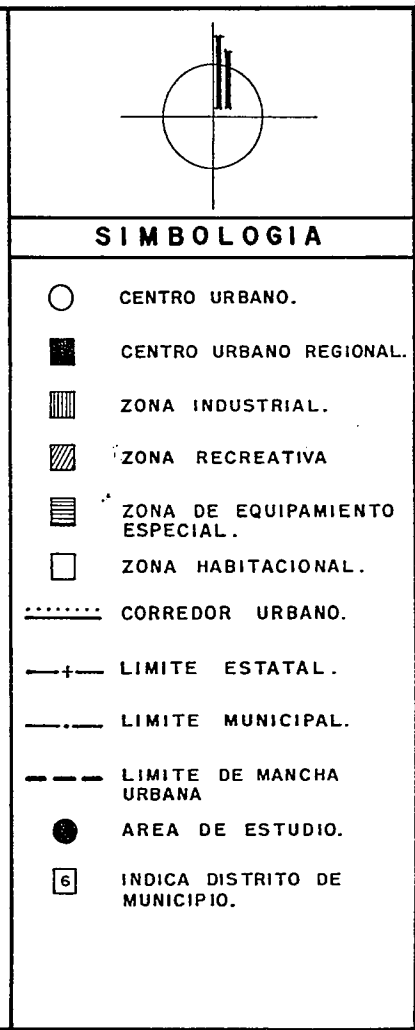 SIMBOLOGIA
CENTRO URBANO.
CENTRO URBANO REGIONAL.
ZONA INDUSTRIAL.
ZONA RECREATIVA
ZONA DE EQUIPAMIENTO
ESPECIAL.
ZONA HABITACIONAL.
CORREDOR URBANO.
LIMITE ESTATAL.
LIMITE MUNICIPAL.
LIMITE DE MANCHA
URBANA
AREA DE ESTUDIO.
6 INDICA DISTRITO DE
MUNICIPIO.